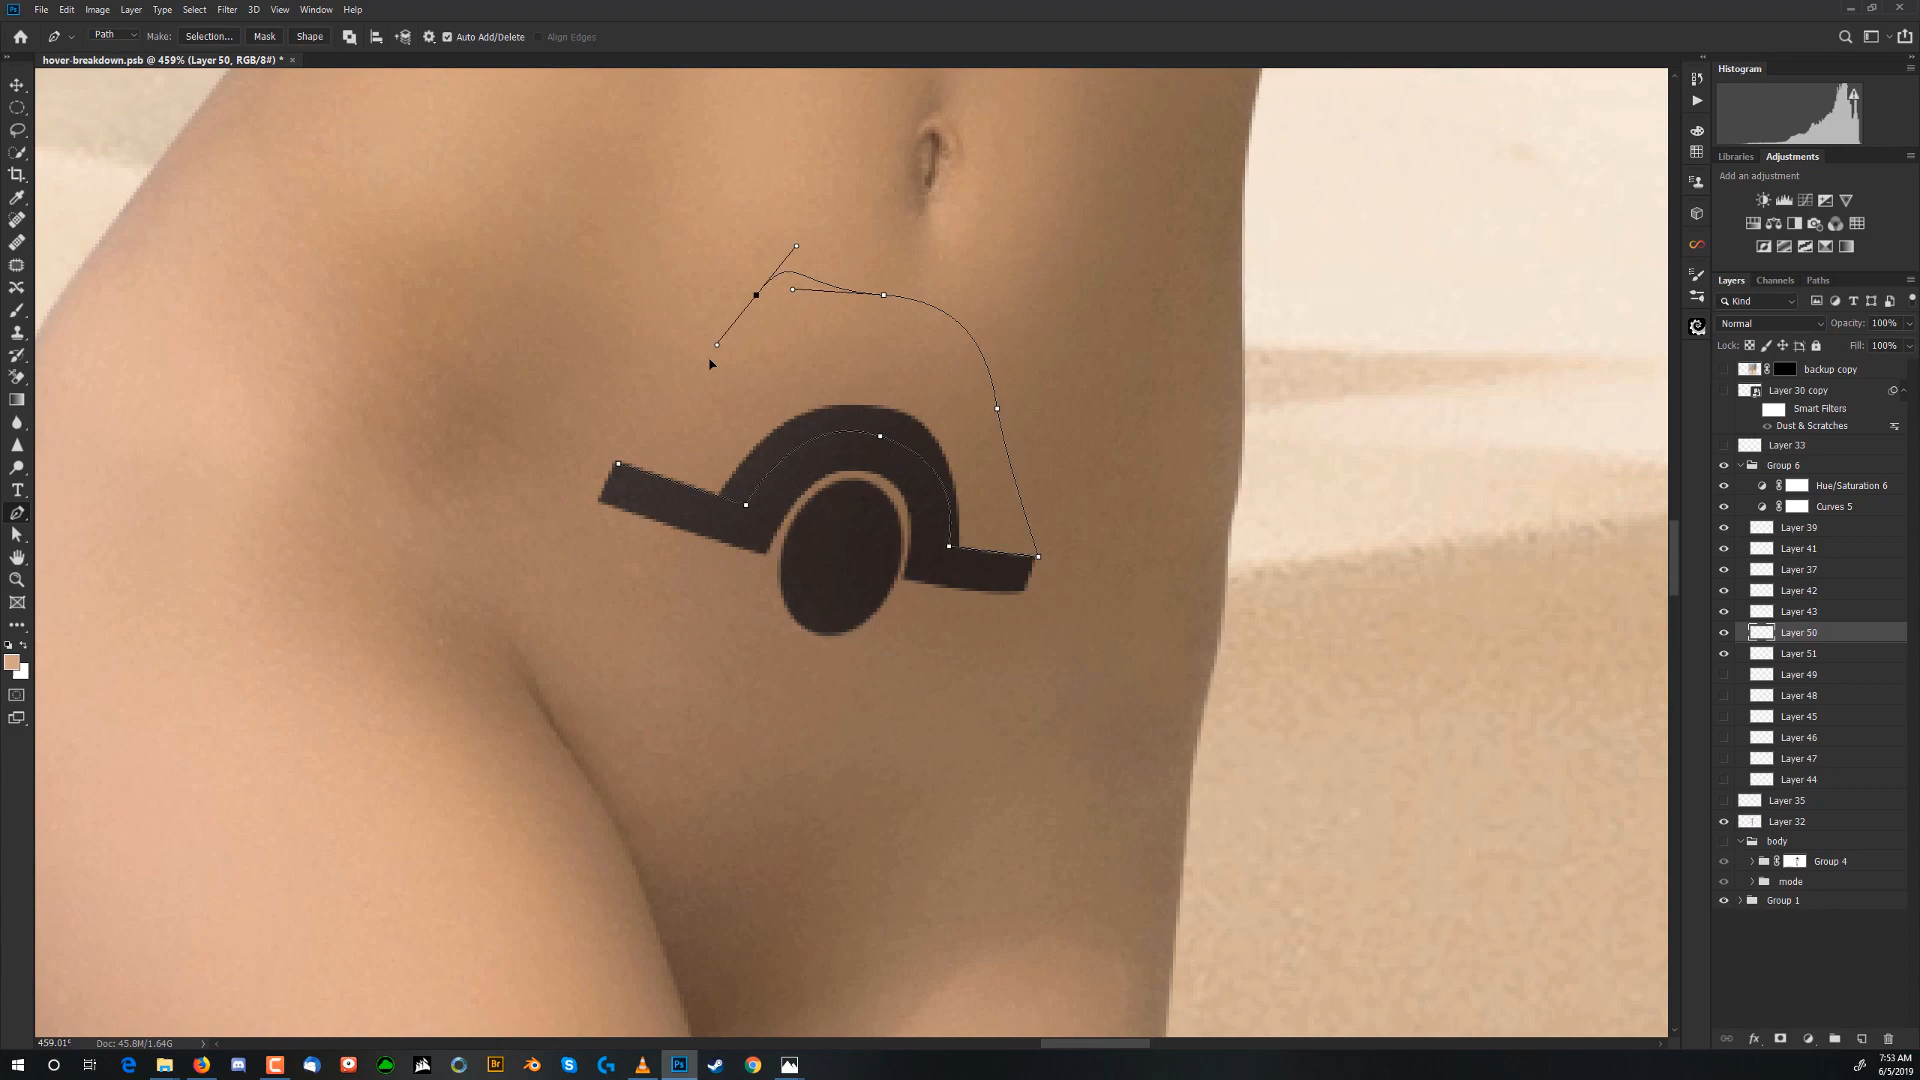 File Edit Image Layer Type Select Filter 3D View Window Help
Path Make: Selection... Mask Shape Auto Add/Delete Align Edges
hover-breakdown.psb @ 459% (Layer 50, RGB/8#) *
Histogram
Libraries Adjustments
Add an adjustment
Layers Channels Paths
Kind
Normal Opacity: 100%
Lock: Fill: 100%
backup copy
Layer 30 copy
Smart Filters
Dust & Scratches
Layer 33
Group 6
Hue/Saturation 6
Curves 5
Layer 39
Layer 41
Layer 37
Layer 42
Layer 43
Layer 50
Layer 51
Layer 49
Layer 48
Layer 45
Layer 46
Layer 47
Layer 44
Layer 35
Layer 32
body
Group 4
mode
Group 1
459.01% Doc: 45.8M/1.64G
7:53 AM
6/5/2019